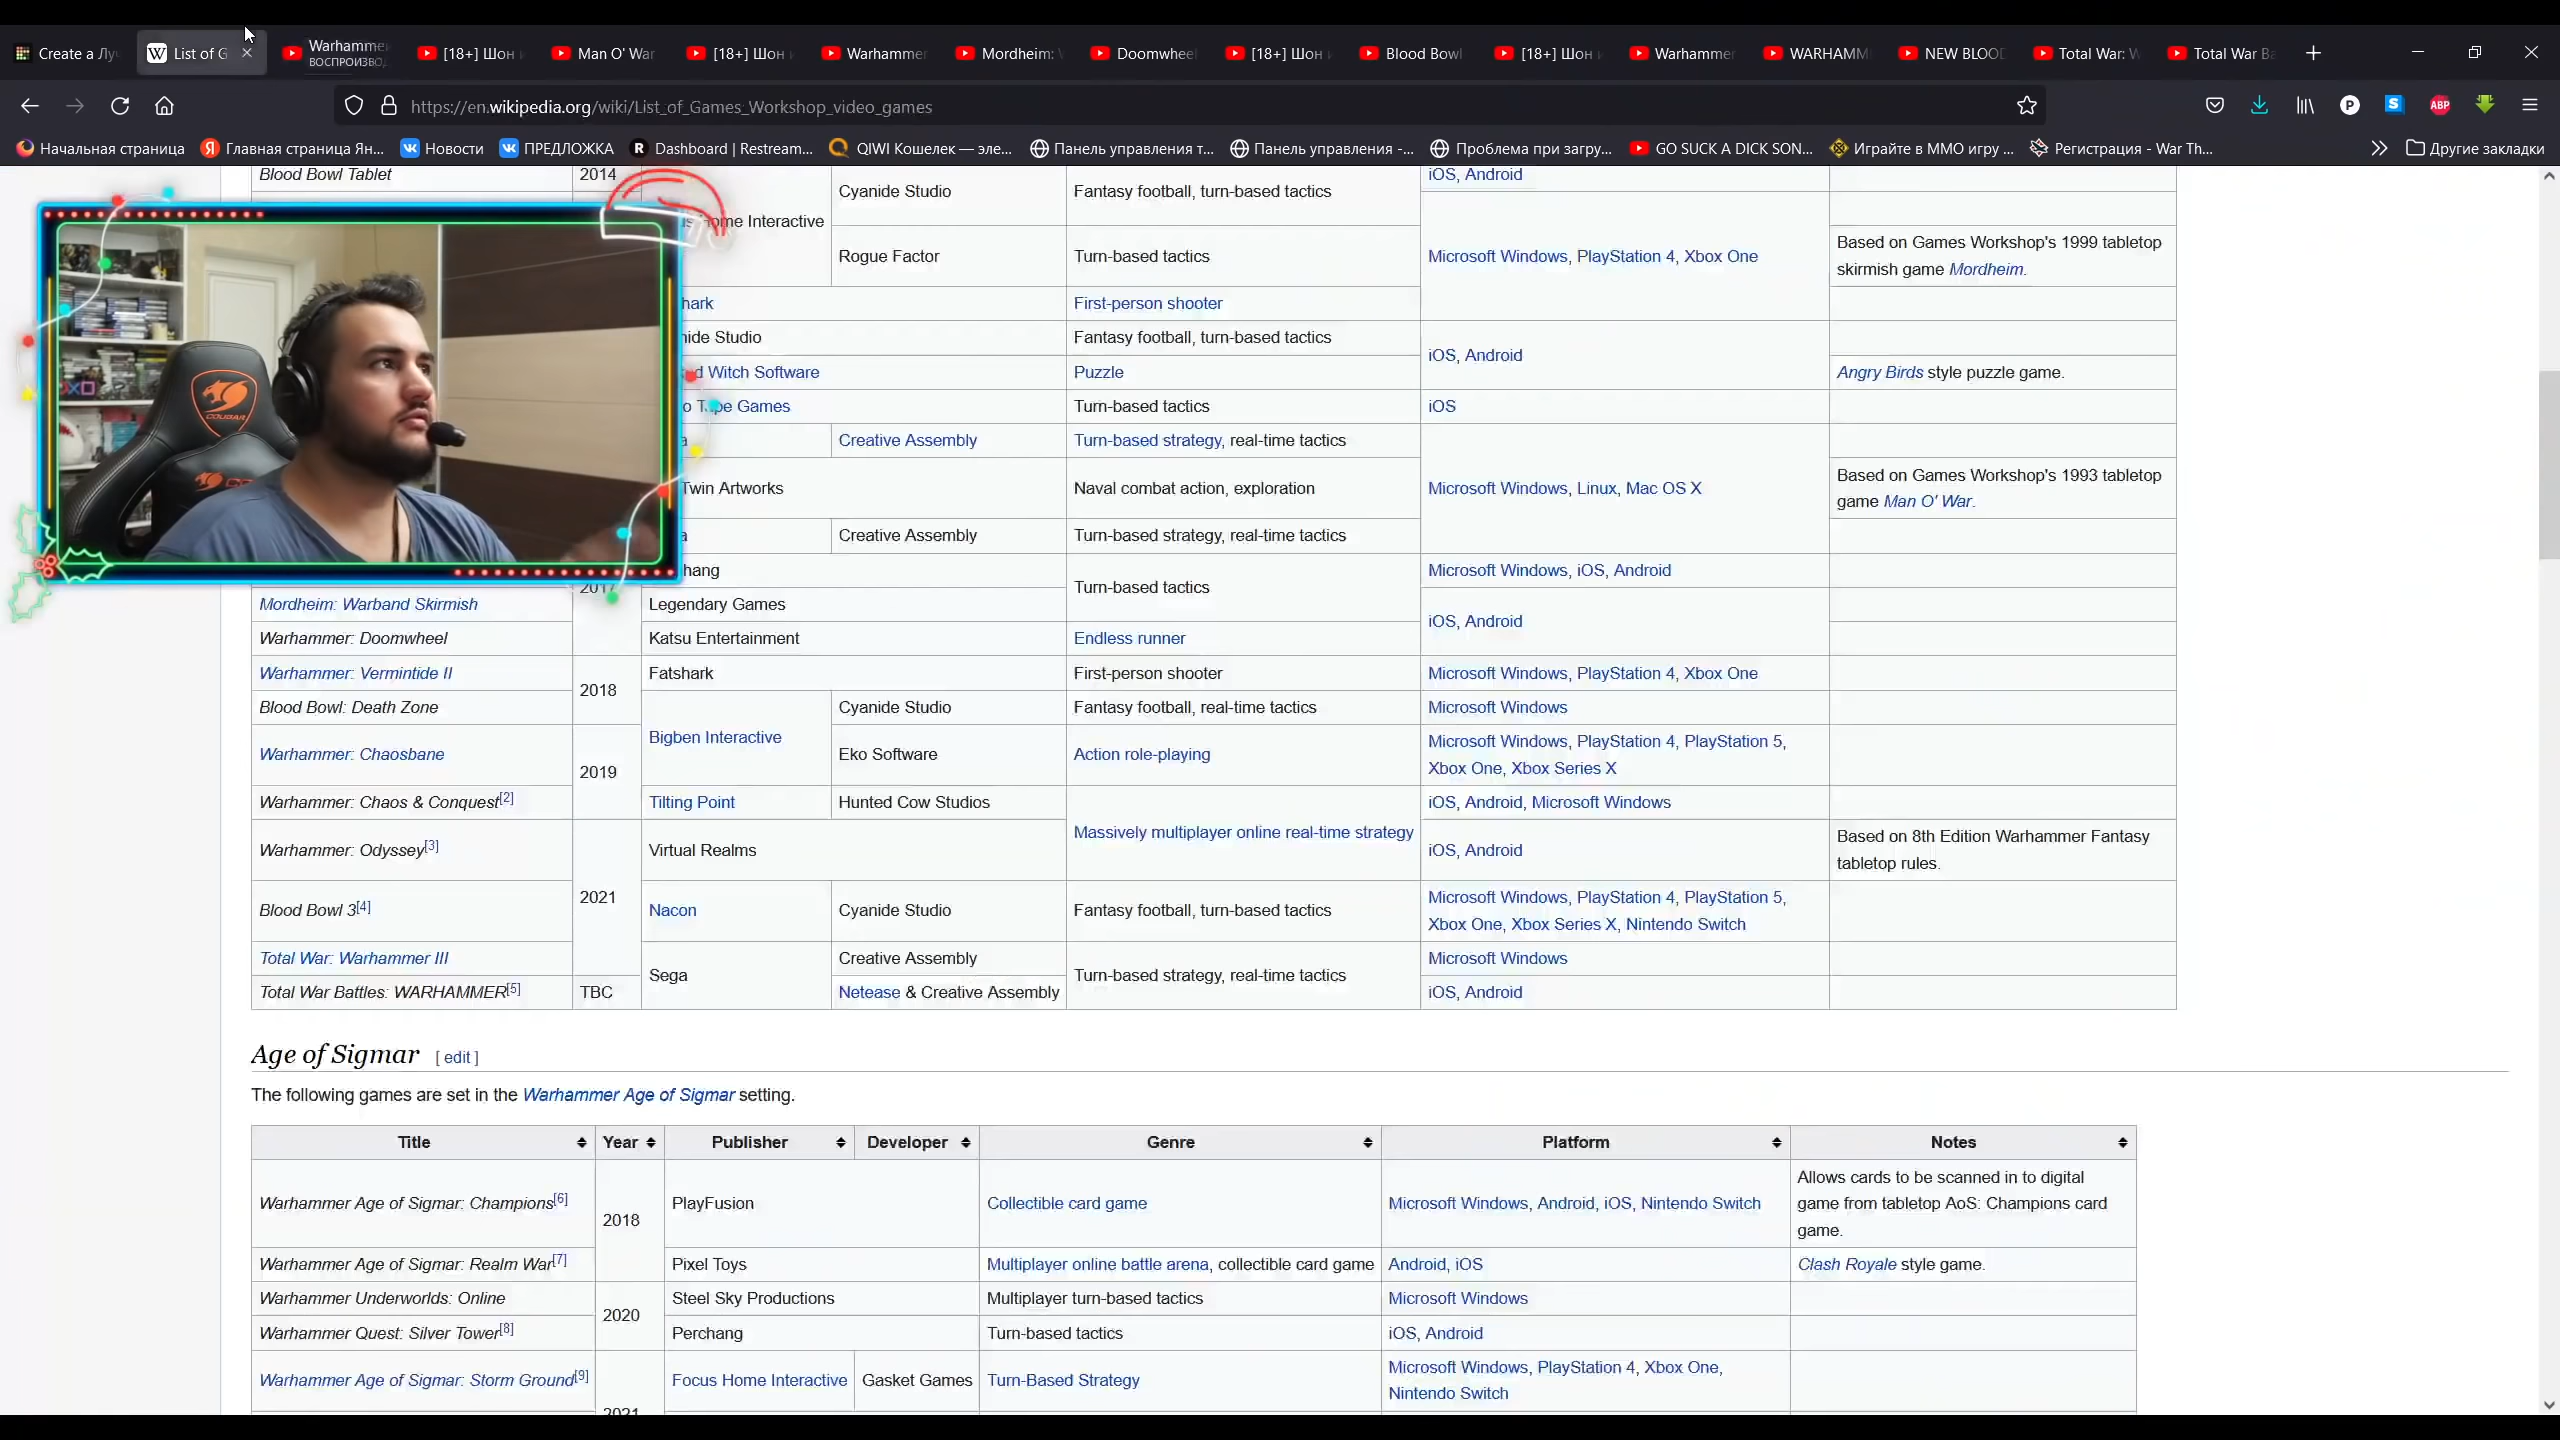 Create a Лу
List of G
Warhamme
ВОСПРОИЗВО
[18+] Шон
Man O' War
[18+] Шон
Warhammer
Mordheim:
Doomwhee
[18+] Шон
Blood Bowl
[18+] Шон
Warhammer
WARHAMM
NEW BLOO
Total War:
Total War Ba
https://en.wikipedia.org/wiki/List_of_Games_Workshop_video_games
Начальная страница
Главная страница Ян...
Новости
ПРЕДЛОЖКА
Dashboard | Restream...
QIWI Кошелек — эле...
Панель управления т...
Панель управления -...
Проблема при загру...
GO SUCK A DICK SON...
Играйте в ММО игру ...
Регистрация - War Th...
Другие закладки
Blood Bowl Tablet 2014 Cyanide Studio Fantasy football, turn-based tactics iOS, Android
ome Interactive
Rogue Factor Turn-based tactics Microsoft Windows, PlayStation 4, Xbox One
Based on Games Workshop's 1999 tabletop
skirmish game Mordheim.
hark First-person shooter
nide Studio Fantasy football, turn-based tactics
iOS, Android
d Witch Software Puzzle Angry Birds style puzzle game.
o Tape Games Turn-based tactics iOS
a Creative Assembly Turn-based strategy, real-time tactics
Twin Artworks Naval combat action, exploration Microsoft Windows, Linux, Mac OS X
Based on Games Workshop's 1993 tabletop
game Man O' War.
a Creative Assembly Turn-based strategy, real-time tactics
COUGAR
hang Turn-based tactics Microsoft Windows, iOS, Android
2017
Mordheim: Warband Skirmish Legendary Games
iOS, Android
Warhammer: Doomwheel Katsu Entertainment Endless runner
Warhammer: Vermintide II 2018 Fatshark First-person shooter Microsoft Windows, PlayStation 4, Xbox One
Blood Bowl: Death Zone Bigben Interactive Cyanide Studio Fantasy football, real-time tactics Microsoft Windows
Warhammer: Chaosbane 2019 Eko Software Action role-playing Microsoft Windows, PlayStation 4, PlayStation 5,
Xbox One, Xbox Series X
Warhammer: Chaos & Conquest[2] Tilting Point Hunted Cow Studios Massively multiplayer online real-time strategy iOS, Android, Microsoft Windows
Warhammer: Odyssey[3] 2021 Virtual Realms iOS, Android
Based on 8th Edition Warhammer Fantasy
tabletop rules.
Blood Bowl 3[4] Nacon Cyanide Studio Fantasy football, turn-based tactics Microsoft Windows, PlayStation 4, PlayStation 5,
Xbox One, Xbox Series X, Nintendo Switch
Total War: Warhammer III Sega Creative Assembly Turn-based strategy, real-time tactics Microsoft Windows
Total War Battles: WARHAMMER[5] TBC Netease & Creative Assembly iOS, Android
Age of Sigmar [ edit ]
The following games are set in the Warhammer Age of Sigmar setting.
Title Year Publisher Developer Genre Platform Notes
Warhammer Age of Sigmar: Champions[6] 2018 PlayFusion Collectible card game Microsoft Windows, Android, iOS, Nintendo Switch
Allows cards to be scanned in to digital
game from tabletop AoS: Champions card
game.
Warhammer Age of Sigmar: Realm War[7] Pixel Toys Multiplayer online battle arena, collectible card game Android, iOS Clash Royale style game.
Warhammer Underworlds: Online 2020 Steel Sky Productions Multiplayer turn-based tactics Microsoft Windows
Warhammer Quest: Silver Tower[8] Perchang Turn-based tactics iOS, Android
Warhammer Age of Sigmar: Storm Ground[9] Focus Home Interactive Gasket Games Turn-Based Strategy Microsoft Windows, PlayStation 4, Xbox One,
Nintendo Switch
2021